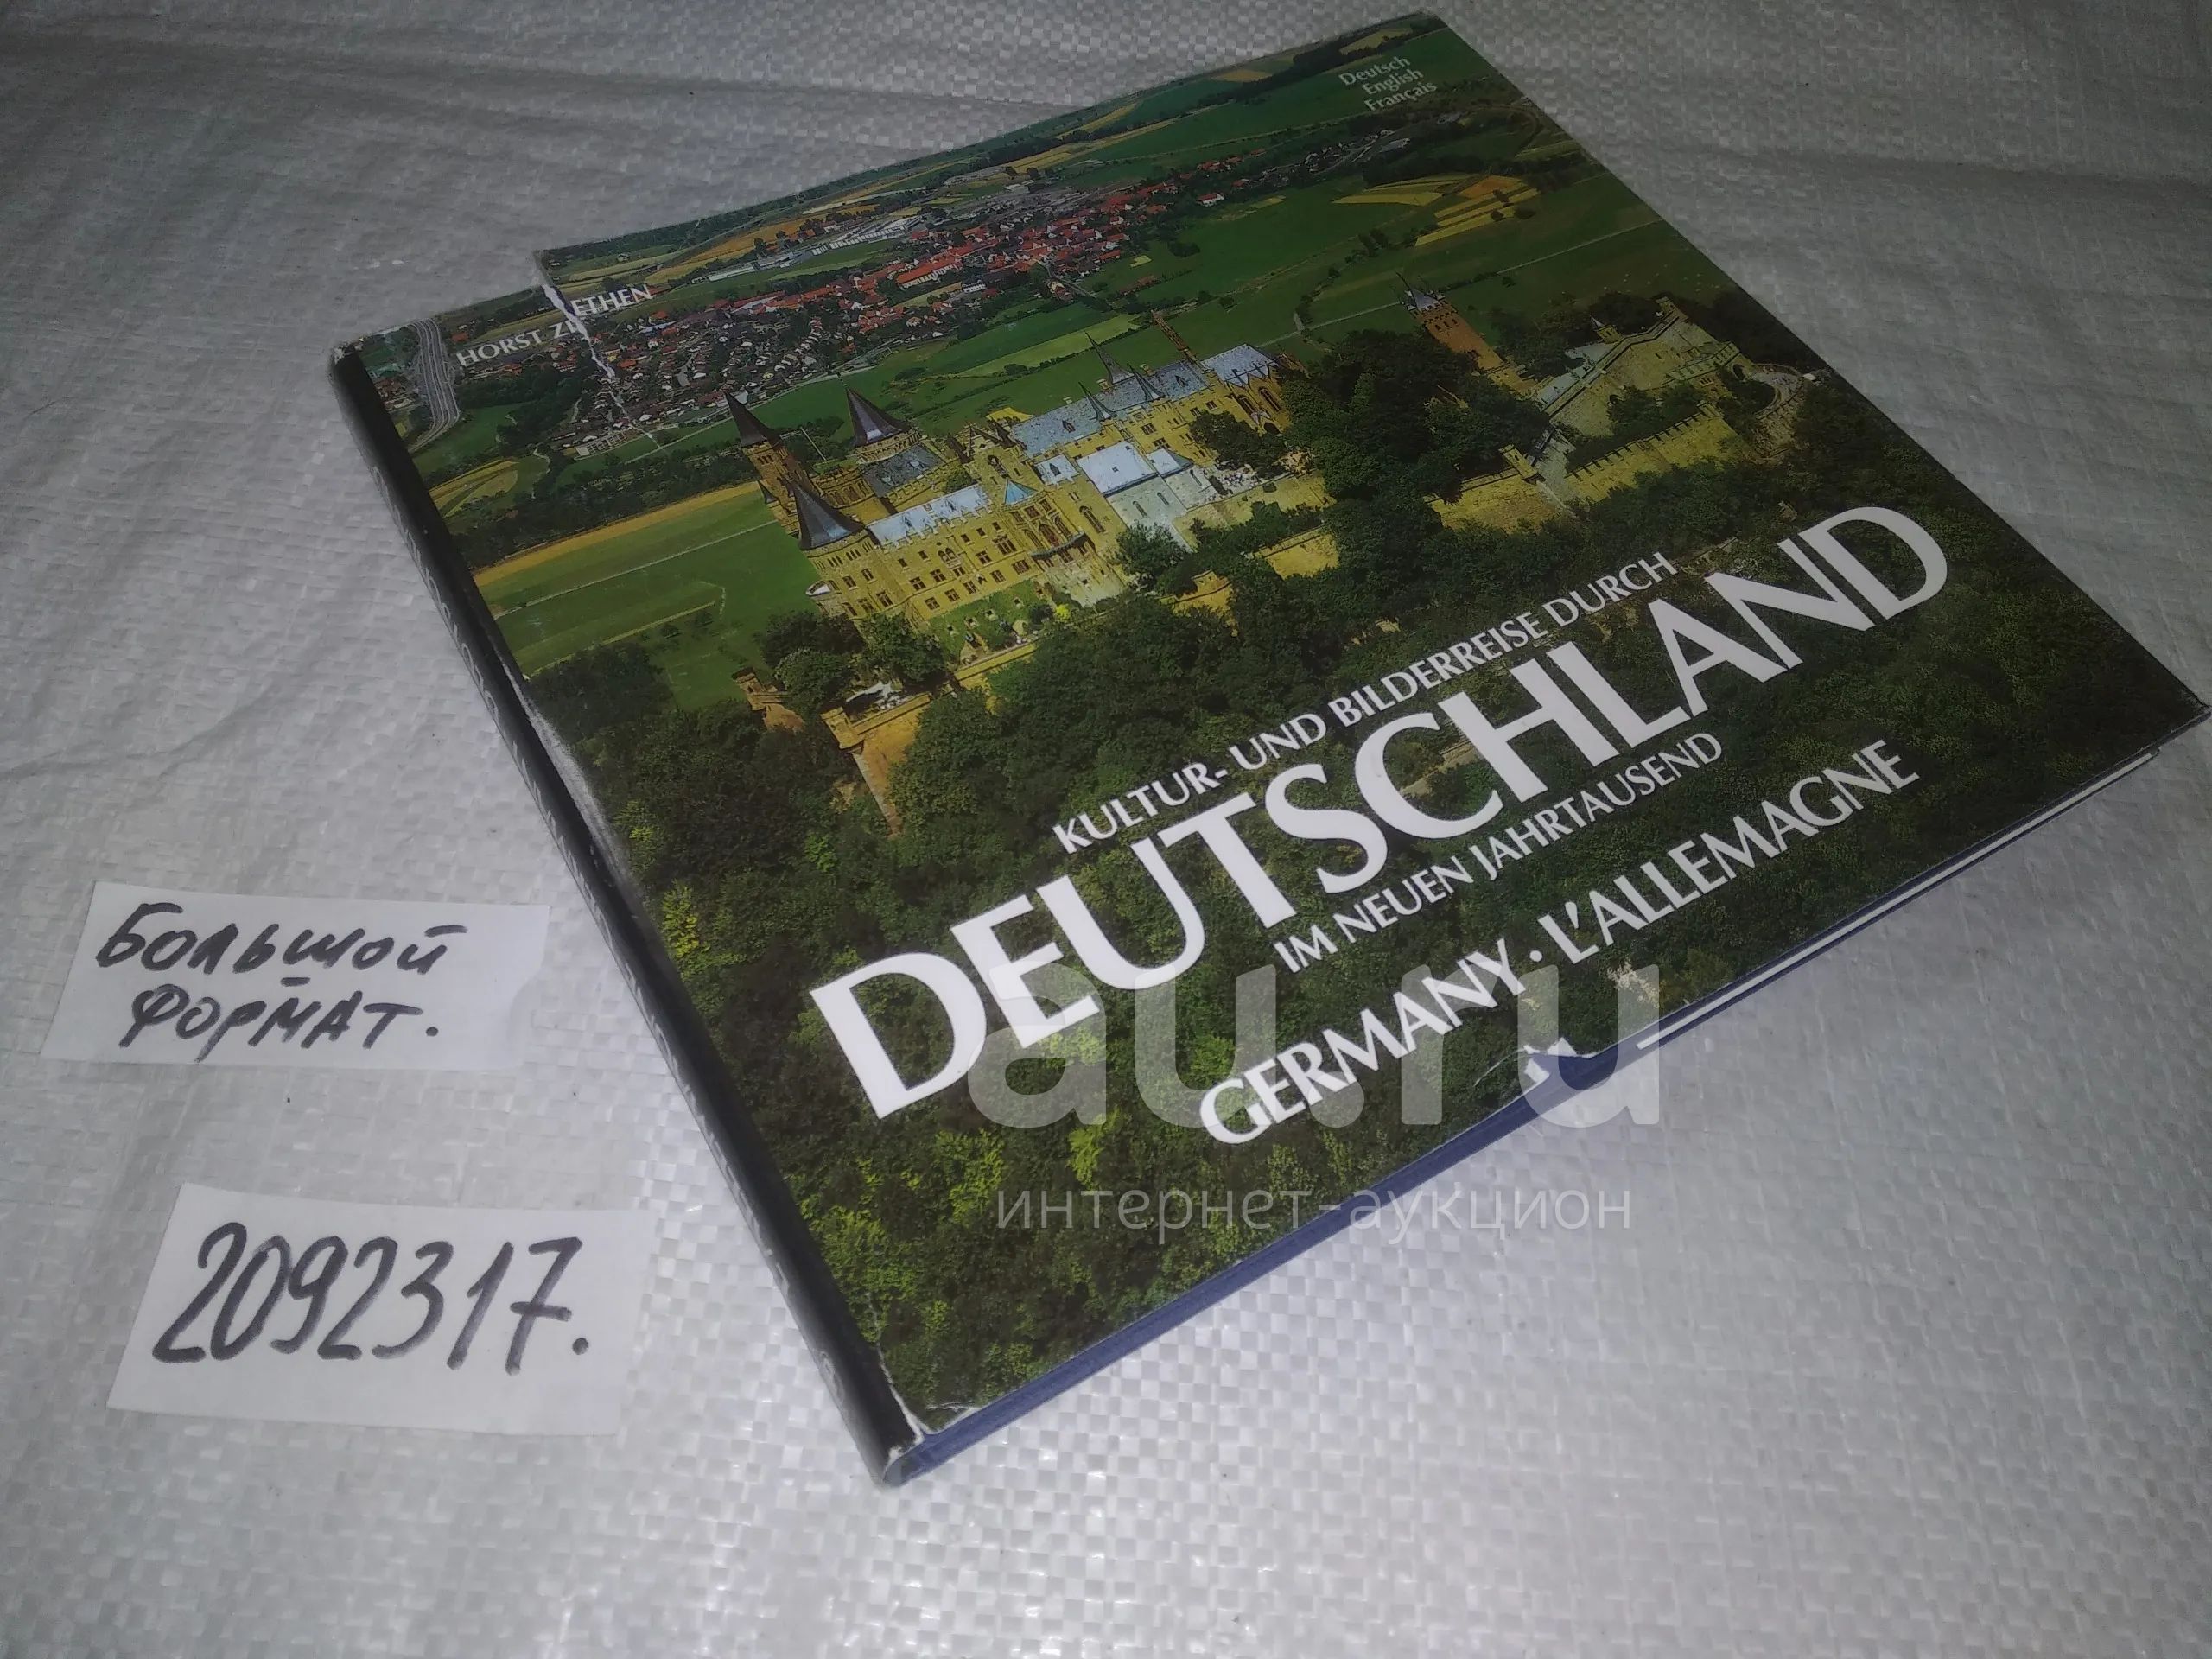 Deutsch
English
Français
HORST ZIETHEN
KULTUR- UND BILDERREISE DURCH
DEUTSCHLAND
IM NEUEN JAHRTAUSEND
GERMANY · L'ALLEMAGNE
Большой
формат.
2092317.
au.ru
интернет-аукцион